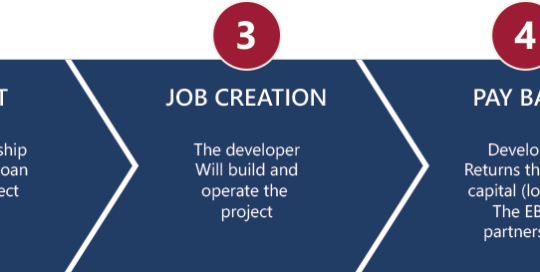 3
4
T
JOB CREATION
PAY BA
ship
oan
ect
The developer
Will build and
operate the
project
Develo
Returns th
capital (lo
The EB
partners